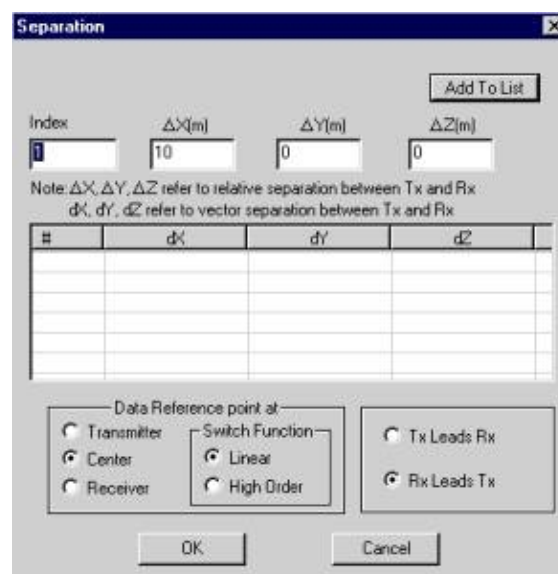 Separation
Add To List
Index ΔX(m) ΔY(m) ΔZ(m)
1 10 0 0
Note: ΔX, ΔY, ΔZ refer to relative separation between Tx and Rx
dX, dY, dZ refer to vector separation between Tx and Rx
# dX dY dZ
Data Reference point at
Transmitter
Center
Receiver
Switch Function
Linear
High Order
Tx Leads Rx
Rx Leads Tx
OK Cancel